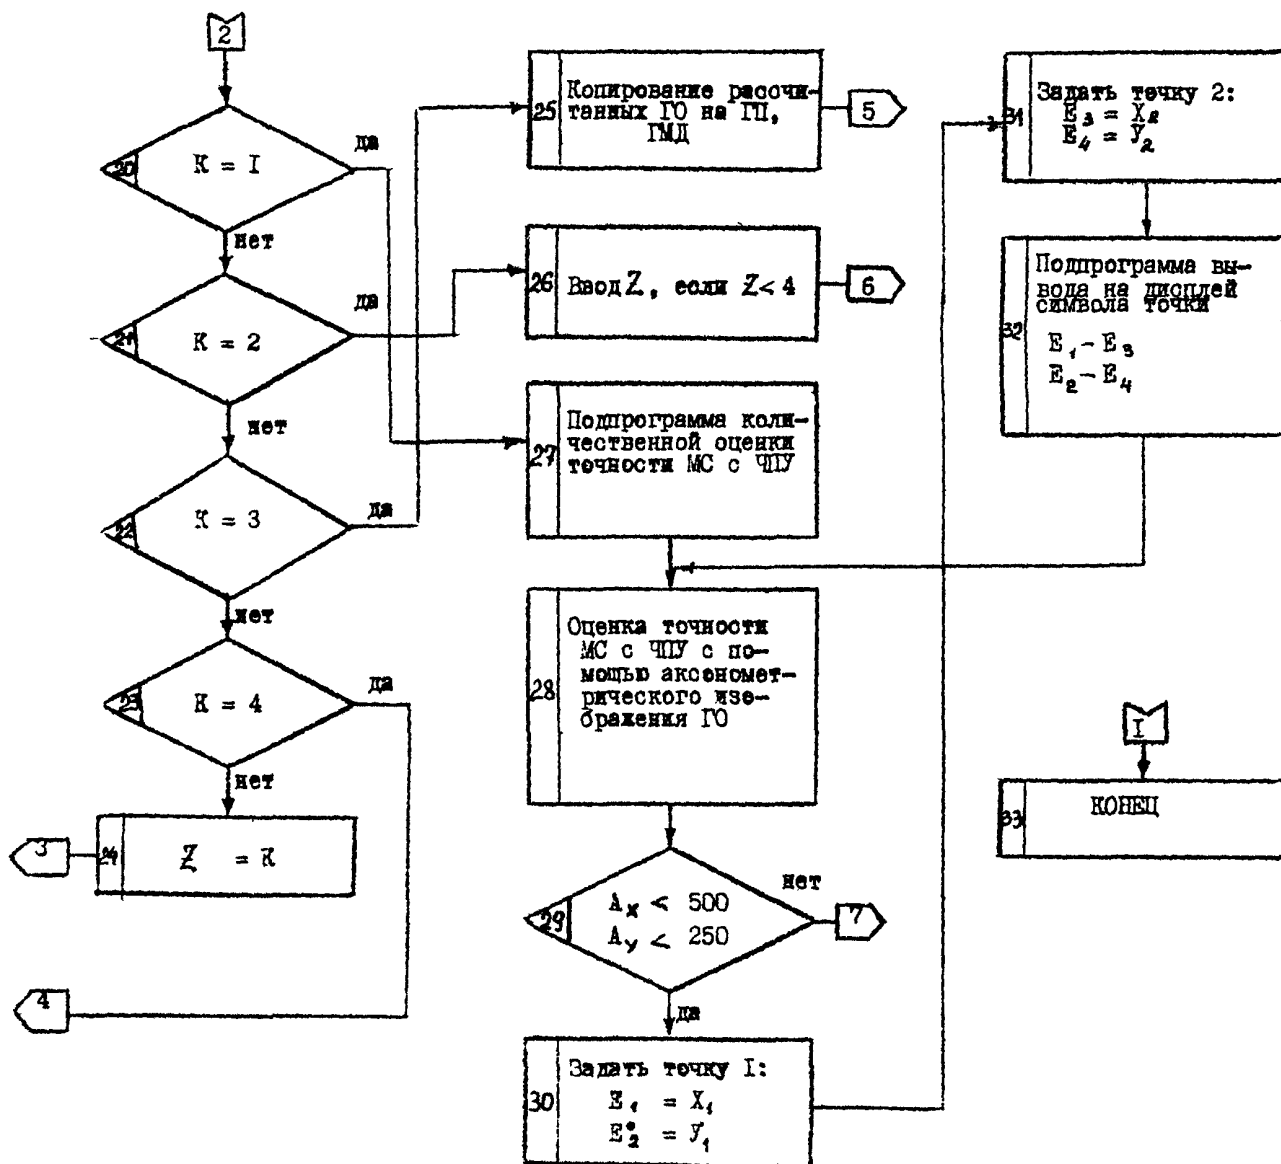 2
20
K = I
да
нет
21
K = 2
да
нет
22
K = 3
да
нет
23
K = 4
да
нет
24
Z = K
3
4
25
Копирование рассчи-
танных ГО на ГП,
ГМД
5
26
Ввод Z, если Z < 4
6
27
Подпрограмма коли-
чественной оценки
точности МС с ЧПУ
28
Оценка точности
МС с ЧПУ с по-
мощью аксономет-
рического изо-
бражения ГО
29
Aх < 500
Aу < 250
нет
7
да
30
Задать точку I:
E₁ = X₁
E₂ = У₁
31
Задать точку 2:
E₃ = X₂
E₄ = У₂
32
Подпрограмма вы-
вода на дисплей
символа точки
E₁ – E₃
E₂ – E₄
I
33
КОНЕЦ